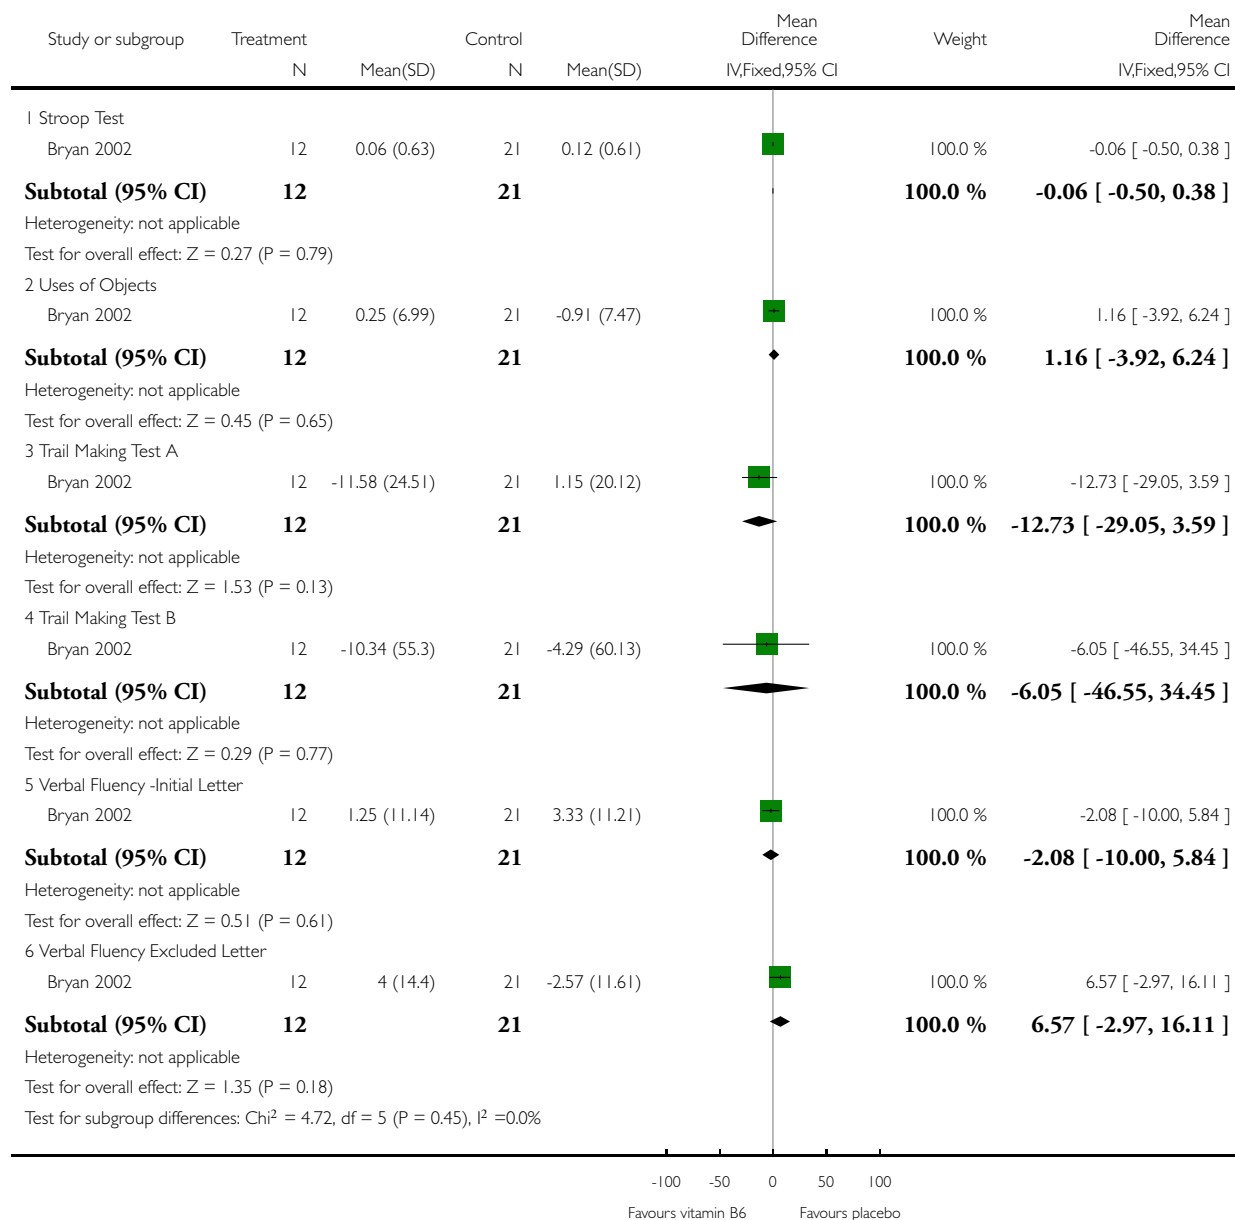 Study or subgroup Treatment Control Mean Difference Weight Mean Difference
N Mean(SD) N Mean(SD) IV,Fixed,95% CI IV,Fixed,95% CI
1 Stroop Test
Bryan 2002 12 0.06 (0.63) 21 0.12 (0.61) 100.0 % -0.06 [ -0.50, 0.38 ]
Subtotal (95% CI) 12 21 100.0 % -0.06 [ -0.50, 0.38 ]
Heterogeneity: not applicable
Test for overall effect: Z = 0.27 (P = 0.79)
2 Uses of Objects
Bryan 2002 12 0.25 (6.99) 21 -0.91 (7.47) 100.0 % 1.16 [ -3.92, 6.24 ]
Subtotal (95% CI) 12 21 100.0 % 1.16 [ -3.92, 6.24 ]
Heterogeneity: not applicable
Test for overall effect: Z = 0.45 (P = 0.65)
3 Trail Making Test A
Bryan 2002 12 -11.58 (24.51) 21 1.15 (20.12) 100.0 % -12.73 [ -29.05, 3.59 ]
Subtotal (95% CI) 12 21 100.0 % -12.73 [ -29.05, 3.59 ]
Heterogeneity: not applicable
Test for overall effect: Z = 1.53 (P = 0.13)
4 Trail Making Test B
Bryan 2002 12 -10.34 (55.3) 21 -4.29 (60.13) 100.0 % -6.05 [ -46.55, 34.45 ]
Subtotal (95% CI) 12 21 100.0 % -6.05 [ -46.55, 34.45 ]
Heterogeneity: not applicable
Test for overall effect: Z = 0.29 (P = 0.77)
5 Verbal Fluency -Initial Letter
Bryan 2002 12 1.25 (11.14) 21 3.33 (11.21) 100.0 % -2.08 [ -10.00, 5.84 ]
Subtotal (95% CI) 12 21 100.0 % -2.08 [ -10.00, 5.84 ]
Heterogeneity: not applicable
Test for overall effect: Z = 0.51 (P = 0.61)
6 Verbal Fluency Excluded Letter
Bryan 2002 12 4 (14.4) 21 -2.57 (11.61) 100.0 % 6.57 [ -2.97, 16.11 ]
Subtotal (95% CI) 12 21 100.0 % 6.57 [ -2.97, 16.11 ]
Heterogeneity: not applicable
Test for overall effect: Z = 1.35 (P = 0.18)
Test for subgroup differences: Chi² = 4.72, df = 5 (P = 0.45), I² =0.0%
-100 -50 0 50 100
Favours vitamin B6 Favours placebo